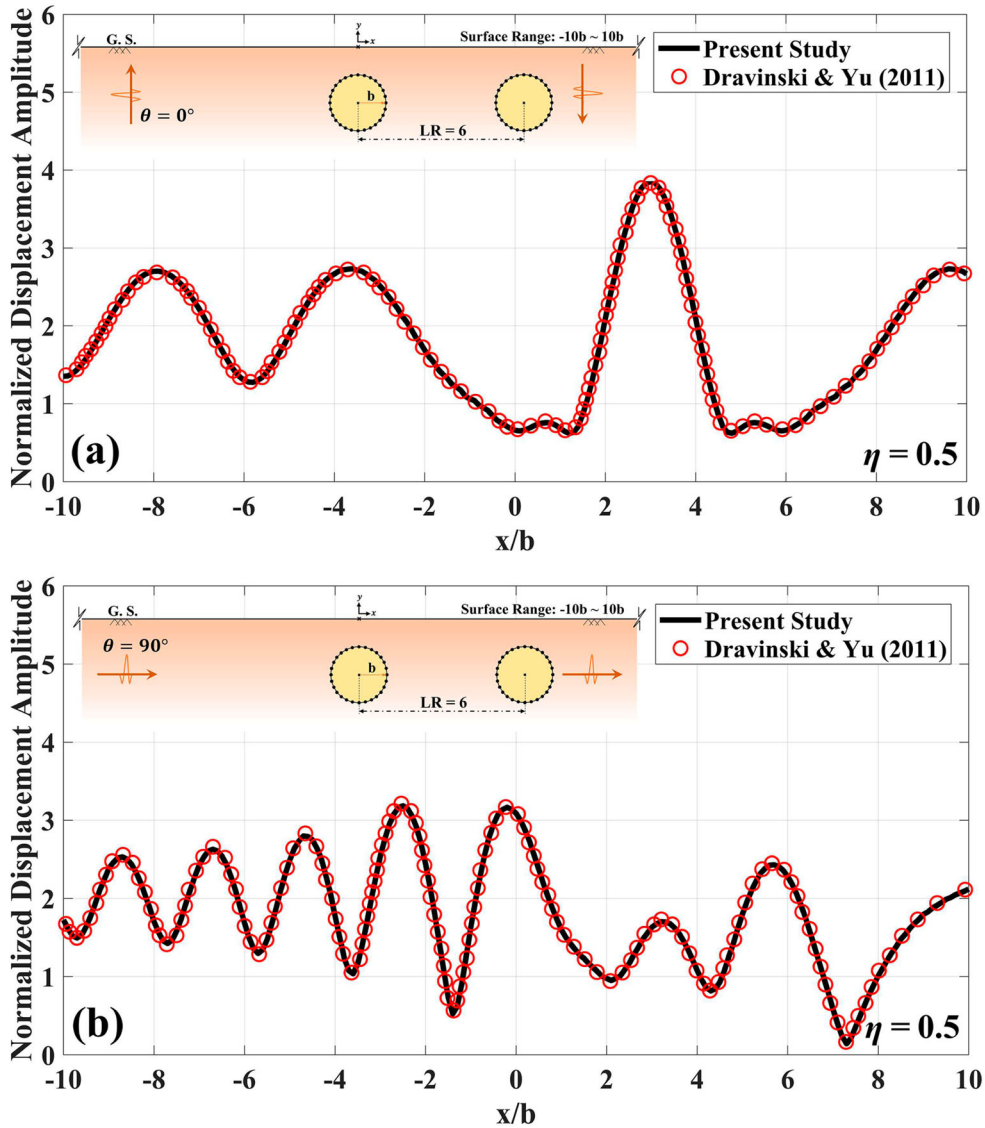 Normalized Displacement Amplitude
6
5
4
3
2
1
0
G. S.
y
x
Surface Range: -10b ~ 10b
θ = 0°
b
LR = 6
Present Study
Dravinski & Yu (2011)
(a)
η = 0.5
-10 -8 -6 -4 -2 0 2 4 6 8 10
x/b
Normalized Displacement Amplitude
6
5
4
3
2
1
0
G. S.
y
x
Surface Range: -10b ~ 10b
θ = 90°
b
LR = 6
Present Study
Dravinski & Yu (2011)
(b)
η = 0.5
-10 -8 -6 -4 -2 0 2 4 6 8 10
x/b